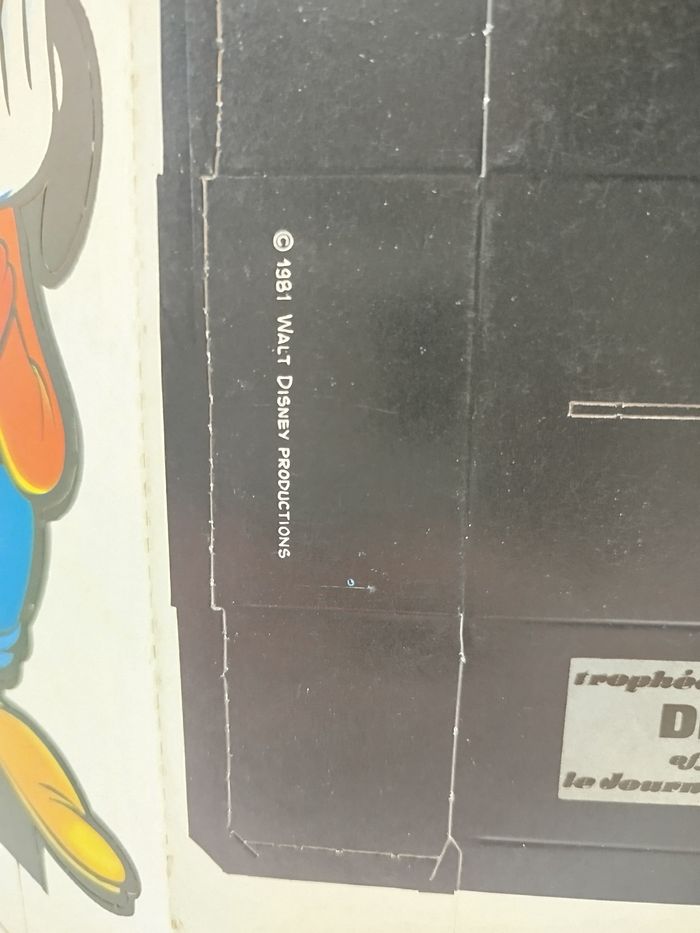 © 1981 WALT DISNEY PRODUCTIONS
trophée
D
le Journ